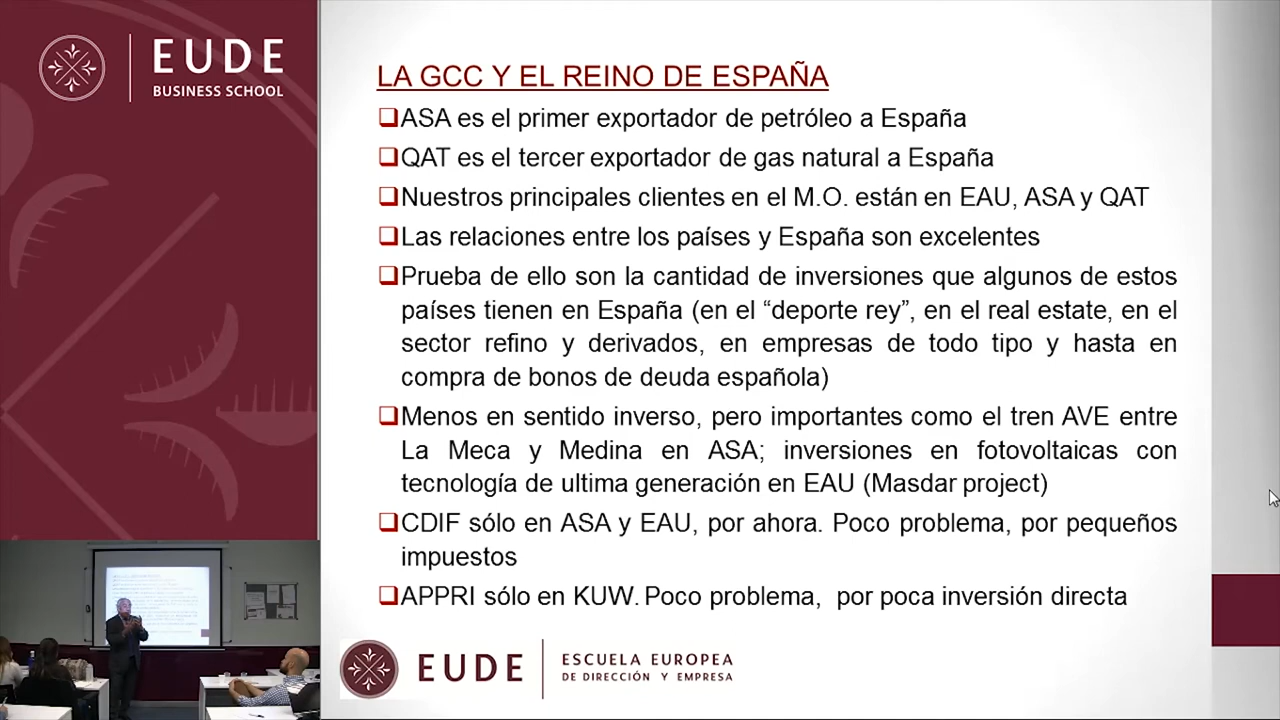 EUDE
BUSINESS SCHOOL
LA GCC Y EL REINO DE ESPAÑA
❑ASA es el primer exportador de petróleo a España
❑QAT es el tercer exportador de gas natural a España
❑Nuestros principales clientes en el M.O. están en EAU, ASA y QAT
❑Las relaciones entre los países y España son excelentes
❑Prueba de ello son la cantidad de inversiones que algunos de estos
países tienen en España (en el “deporte rey”, en el real estate, en el
sector refino y derivados, en empresas de todo tipo y hasta en
compra de bonos de deuda española)
❑Menos en sentido inverso, pero importantes como el tren AVE entre
La Meca y Medina en ASA; inversiones en fotovoltaicas con
tecnología de ultima generación en EAU (Masdar project)
❑CDIF sólo en ASA y EAU, por ahora. Poco problema, por pequeños
impuestos
❑APPRI sólo en KUW. Poco problema, por poca inversión directa
EUDE
ESCUELA EUROPEA
DE DIRECCIÓN Y EMPRESA